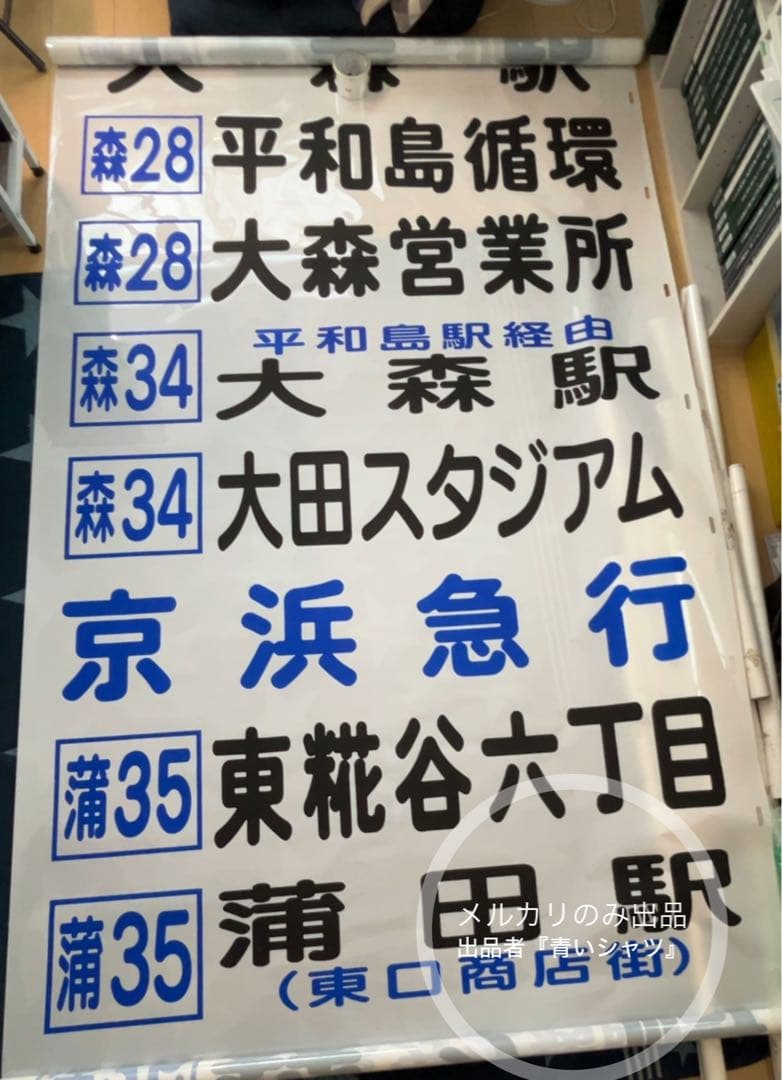 大森駅
森28 平和島循環
森28 大森営業所
平和島駅経由
森34 大森駅
森34 大田スタジアム
京浜急行
蒲35 東糀谷六丁目
蒲35 蒲田駅
メルカリのみ出品
出品者『青いシャツ』
(東口商店街)